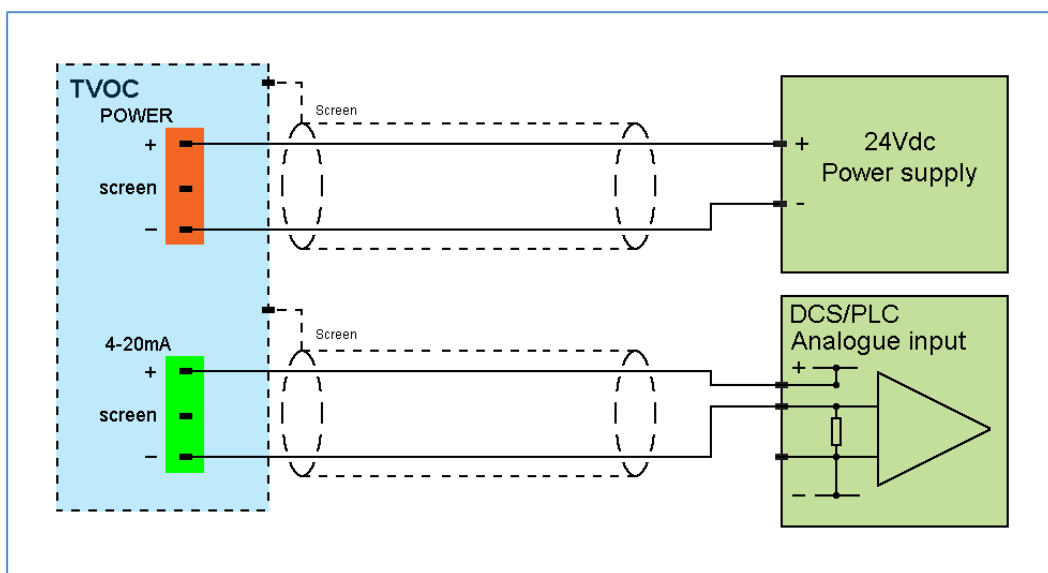 TVOC
POWER
+
screen
−
Screen
24Vdc
Power supply
+
-
4-20mA
+
screen
−
Screen
DCS/PLC
Analogue input
+
−